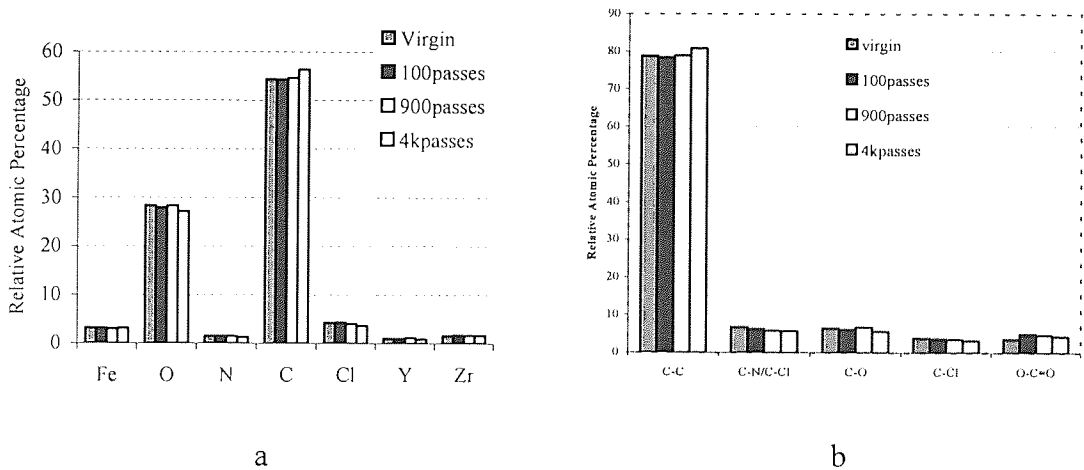 Relative Atomic Percentage
60
50
40
30
20
10
0
Fe O N C Cl Y Zr
Virgin
100passes
900passes
4kpasses
a
Relative Atomic Percentage
90
80
70
60
50
40
30
20
10
0
C-C C-N/C-Cl C-O C-Cl O-C=O
virgin
100passes
900passes
4kpasses
b